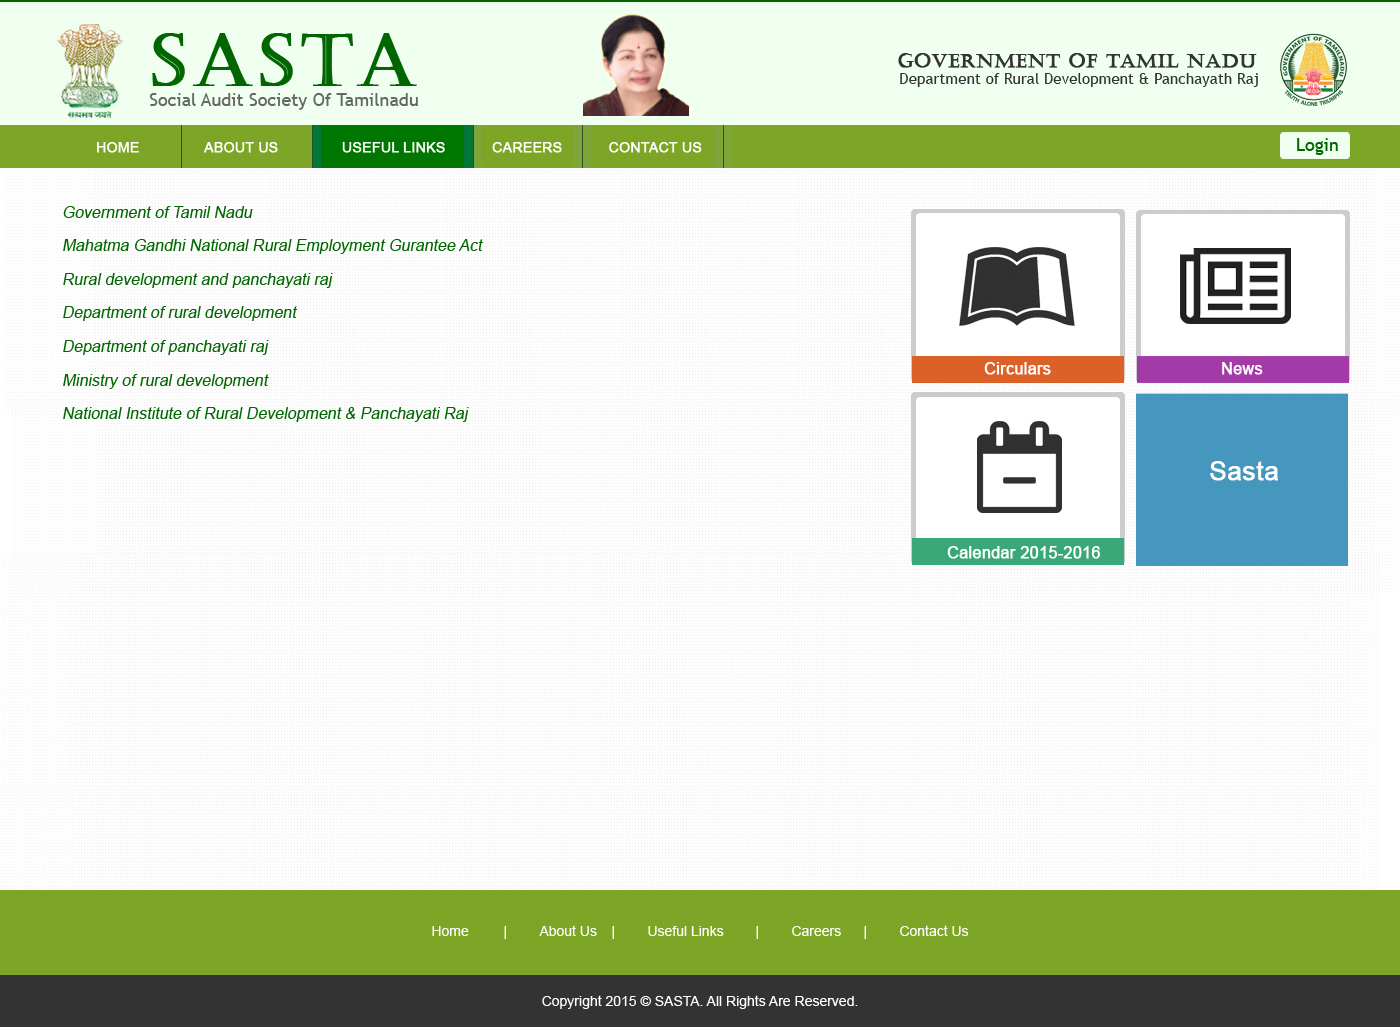 SASTA
Social Audit Society Of Tamilnadu
सत्यमेव जयते
GOVERNMENT OF TAMIL NADU
Department of Rural Development & Panchayath Raj
GOVERNMENT OF TAMILNADU
TRUTH ALONE TRIUMPHS
HOME ABOUT US USEFUL LINKS CAREERS CONTACT US Login
Government of Tamil Nadu
Mahatma Gandhi National Rural Employment Gurantee Act
Rural development and panchayati raj
Department of rural development
Department of panchayati raj
Ministry of rural development
National Institute of Rural Development & Panchayati Raj
Circulars
News
Calendar 2015-2016
Sasta
Home | About Us | Useful Links | Careers | Contact Us
Copyright 2015 © SASTA. All Rights Are Reserved.